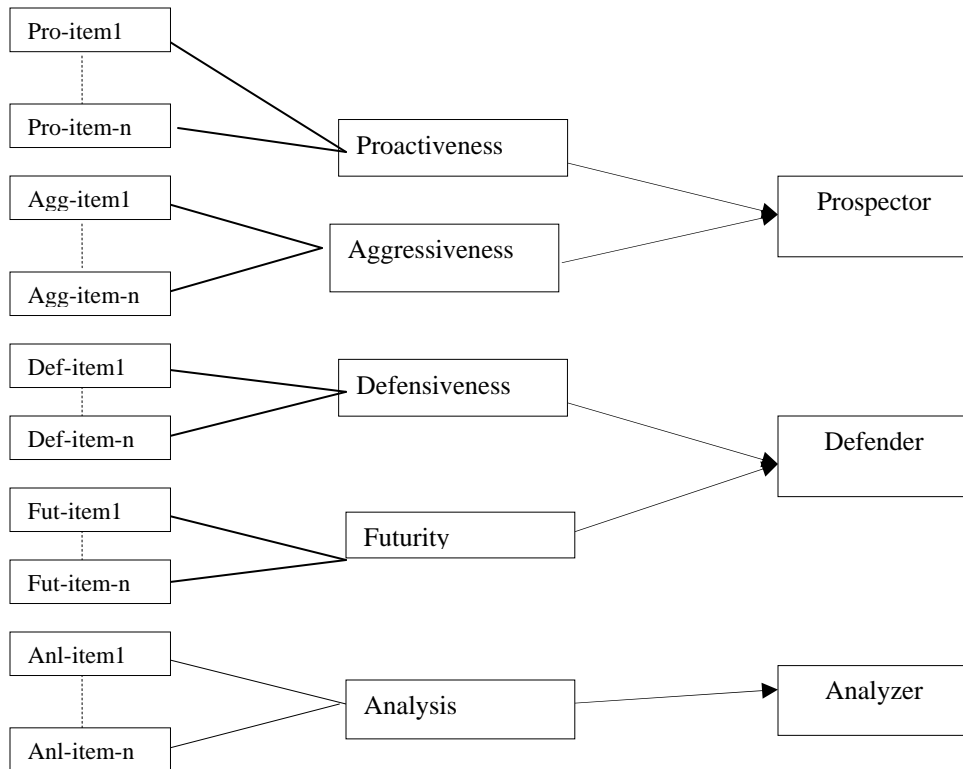 Pro-item1
Pro-item-n
Proactiveness
Agg-item1
Prospector
Aggressiveness
Agg-item-n
Def-item1
Defensiveness
Def-item-n
Defender
Fut-item1
Futurity
Fut-item-n
Anl-item1
Analysis
Analyzer
Anl-item-n